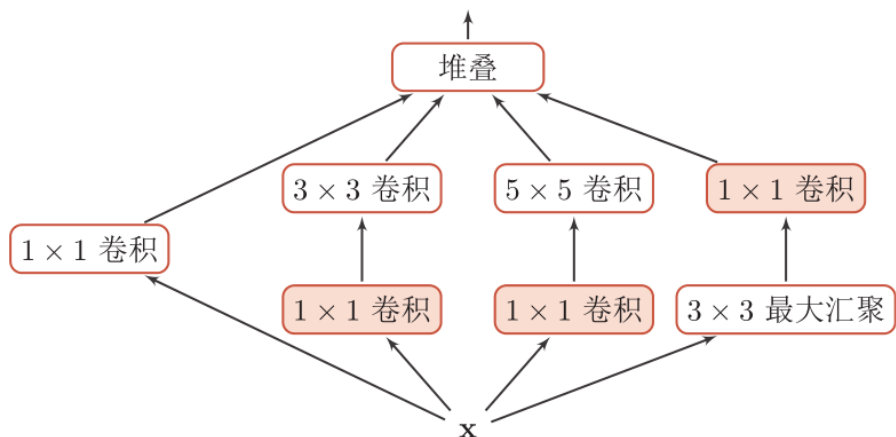 堆叠
3 × 3 卷积
5 × 5 卷积
1 × 1 卷积
1 × 1 卷积
1 × 1 卷积
1 × 1 卷积
3 × 3 最大汇聚
x